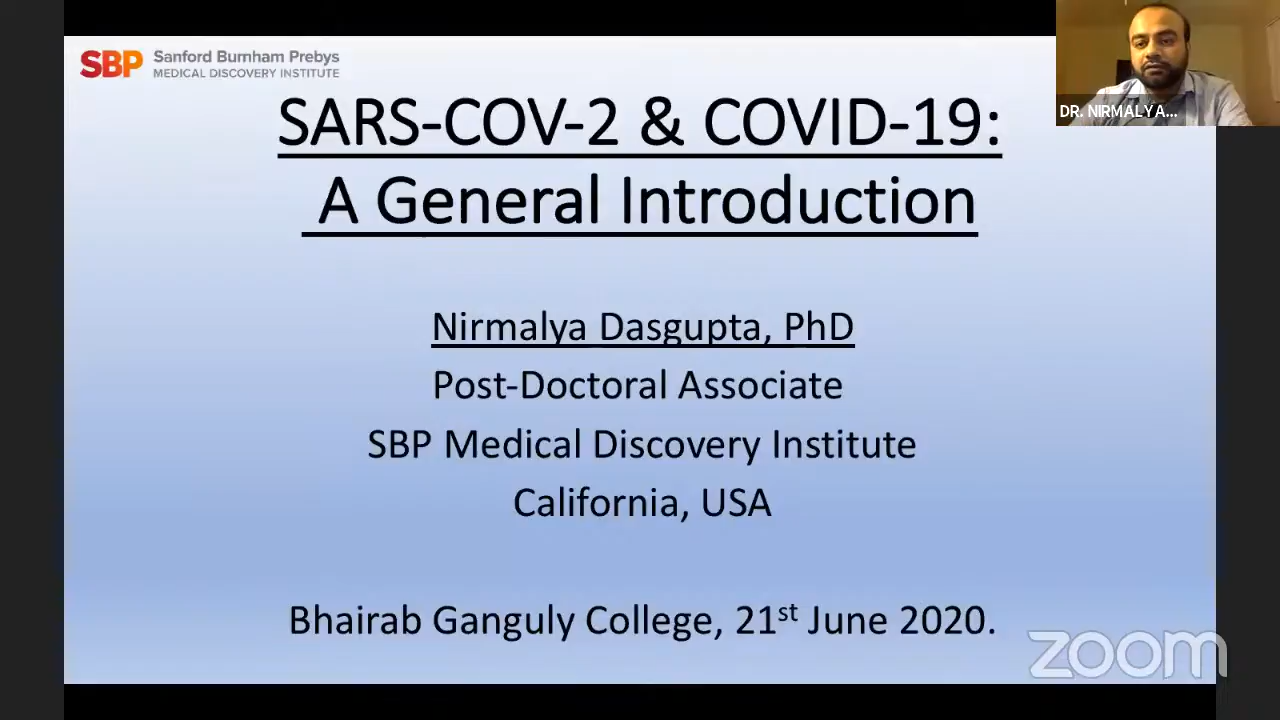 SBP Sanford Burnham Prebys
MEDICAL DISCOVERY INSTITUTE
DR. NIRMALYA...
SARS-COV-2 & COVID-19:
A General Introduction
Nirmalya Dasgupta, PhD
Post-Doctoral Associate
SBP Medical Discovery Institute
California, USA
Bhairab Ganguly College, 21st June 2020.
zoom